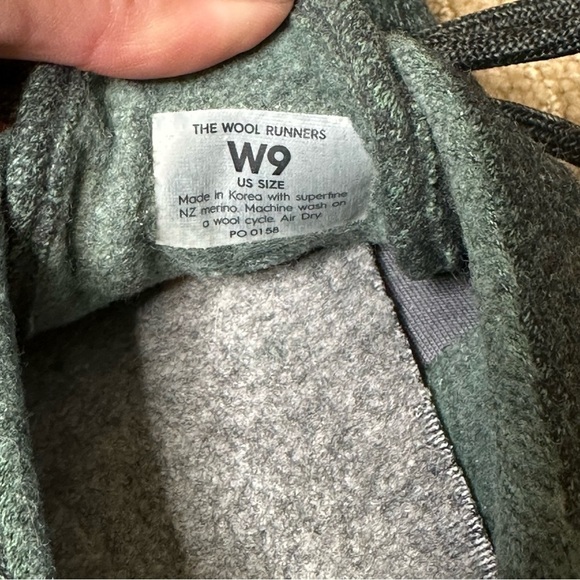 THE WOOL RUNNERS
W9
US SIZE
Made in Korea with superfine
NZ merino. Machine wash on
a wool cycle. Air Dry
PO 0158